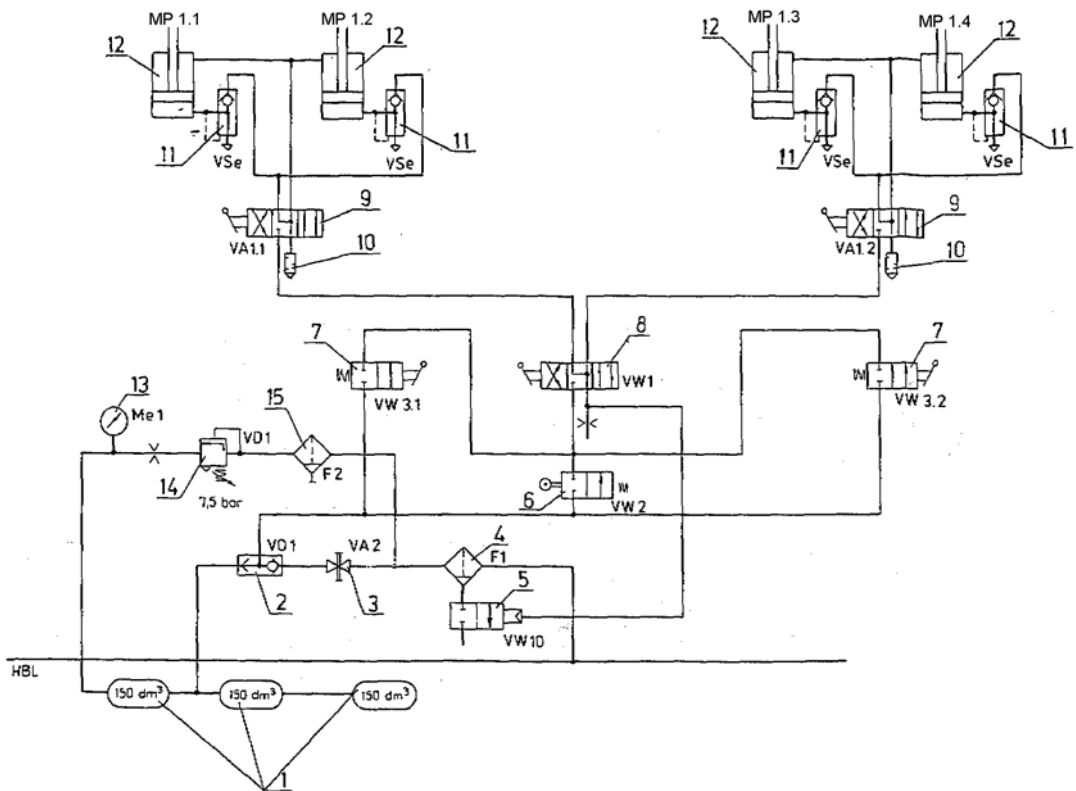 MP 1.1
MP 1.2
12
12
11
VSe
VSe
11
9
VA1.1
10
MP 1.3
MP 1.4
12
12
11
VSe
VSe
11
9
VA1.2
10
7
VW 3.1
8
VW1
7
VW 3.2
13
Me 1
VD1
14
7,5 bar
15
F2
6
VW 2
VD1
2
VA 2
3
4
F1
5
VW10
HBL
150 dm³
150 dm³
150 dm³
1